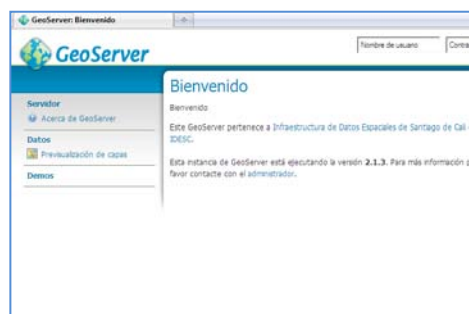 GeoServer: Bienvenido
GeoServer
Nombre de usuario
Contra
Bienvenido
Servidor
Acerca de GeoServer
Datos
Previsualización de capas
Demos
Bienvenido
Este GeoServer pertenece a Infraestructura de Datos Espaciales de Santiago de Cali -
IDESC.
Esta instancia de GeoServer está ejecutando la versión 2.1.3. Para más información p
favor contacte con el administrador.